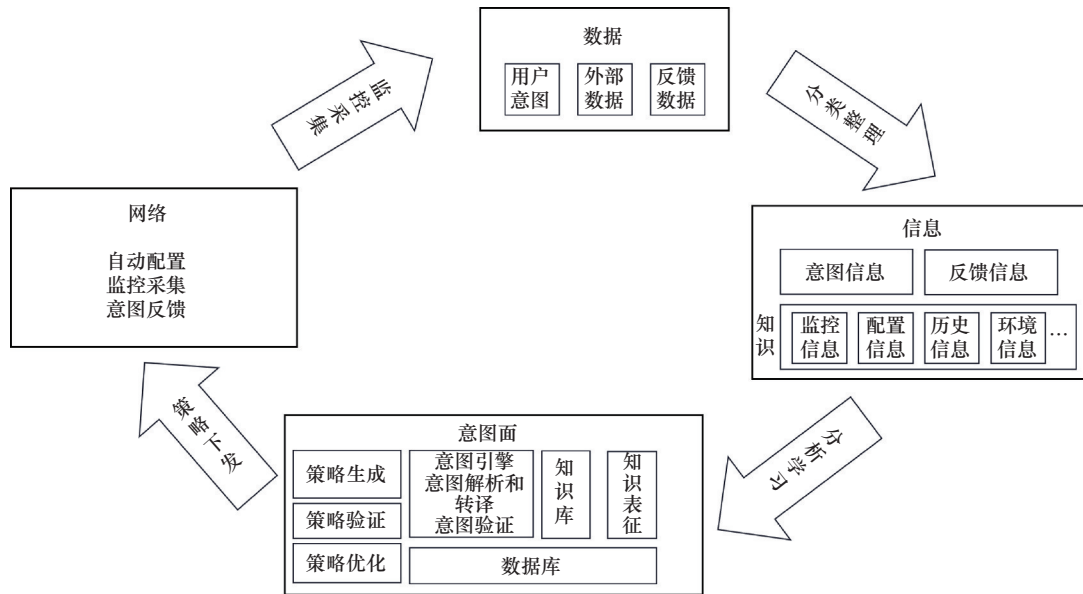 数据
用户
意图
外部
数据
反馈
数据
监控采集
分类整理
网络
自动配置
监控采集
意图反馈
信息
意图信息
反馈信息
知
识
监控
信息
配置
信息
历史
信息
环境
信息
…
策略下发
分析学习
意图面
策略生成
策略验证
策略优化
意图引擎
意图解析和
转译
意图验证
知
识
库
知
识
表
征
数据库